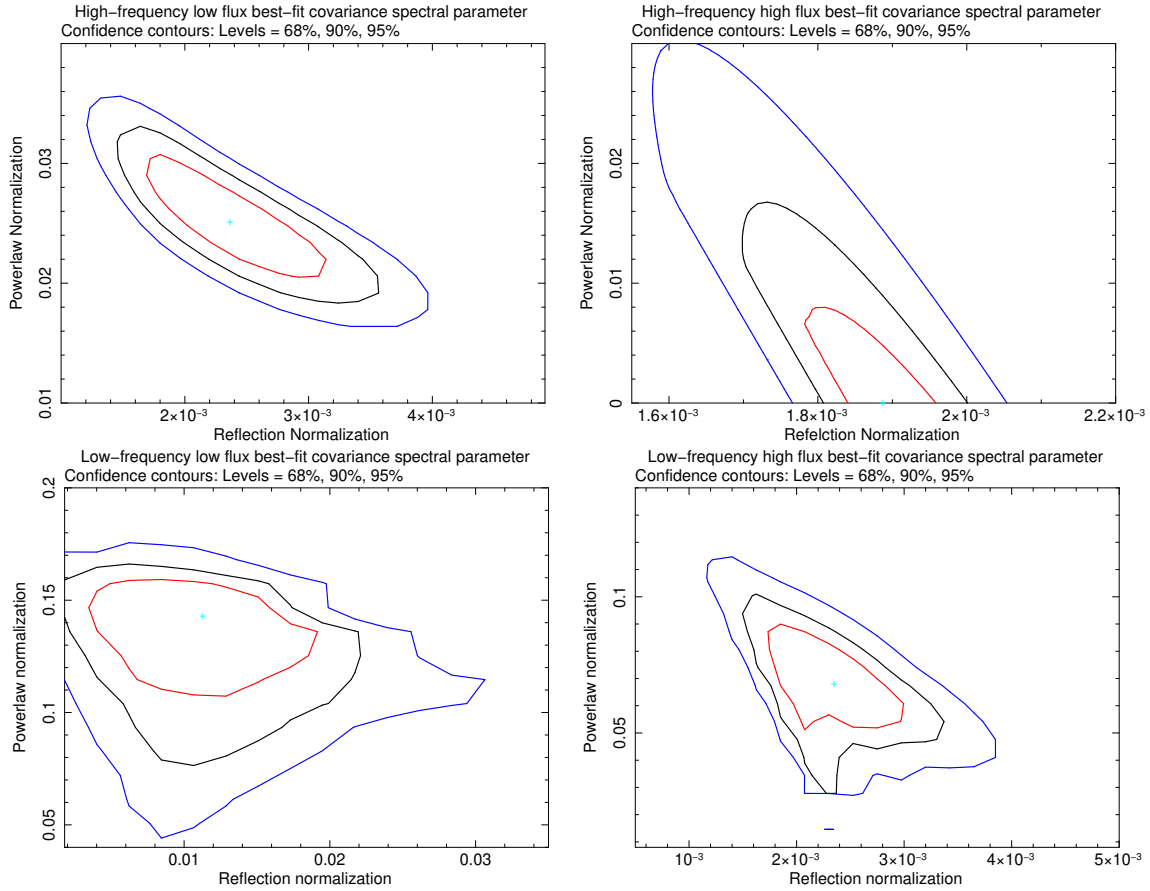 High-frequency low flux best-fit covariance spectral parameter
Confidence contours: Levels = 68%, 90%, 95%
Powerlaw Normalization
0.03
0.02
0.01
2×10⁻³ 3×10⁻³ 4×10⁻³
Reflection Normalization
High-frequency high flux best-fit covariance spectral parameter
Confidence contours: Levels = 68%, 90%, 95%
Powerlaw Normalization
0.02
0.01
0
1.6×10⁻³ 1.8×10⁻³ 2×10⁻³ 2.2×10⁻³
Refelction Normalization
Low-frequency low flux best-fit covariance spectral parameter
Confidence contours: Levels = 68%, 90%, 95%
Powerlaw normalization
0.2
0.15
0.1
0.05
0.01 0.02 0.03
Reflection normalization
Low-frequency high flux best-fit covariance spectral parameter
Confidence contours: Levels = 68%, 90%, 95%
Powerlaw normalization
0.1
0.05
10⁻³ 2×10⁻³ 3×10⁻³ 4×10⁻³ 5×10⁻³
Reflection normalization